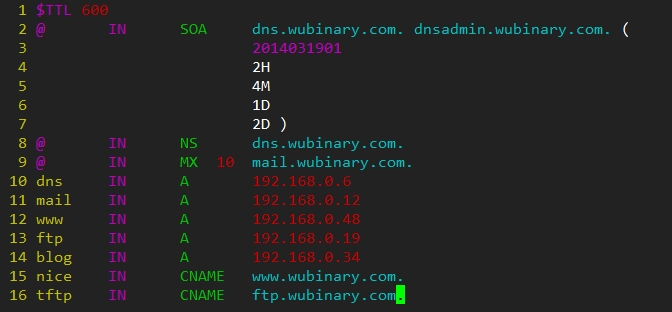 1 $TTL 600
2 @ IN SOA dns.wubinary.com. dnsadmin.wubinary.com. (
3 2014031901
4 2H
5 4M
6 1D
7 2D )
8 @ IN NS dns.wubinary.com.
9 @ IN MX 10 mail.wubinary.com.
10 dns IN A 192.168.0.6
11 mail IN A 192.168.0.12
12 www IN A 192.168.0.48
13 ftp IN A 192.168.0.19
14 blog IN A 192.168.0.34
15 nice IN CNAME www.wubinary.com.
16 tftp IN CNAME ftp.wubinary.com.